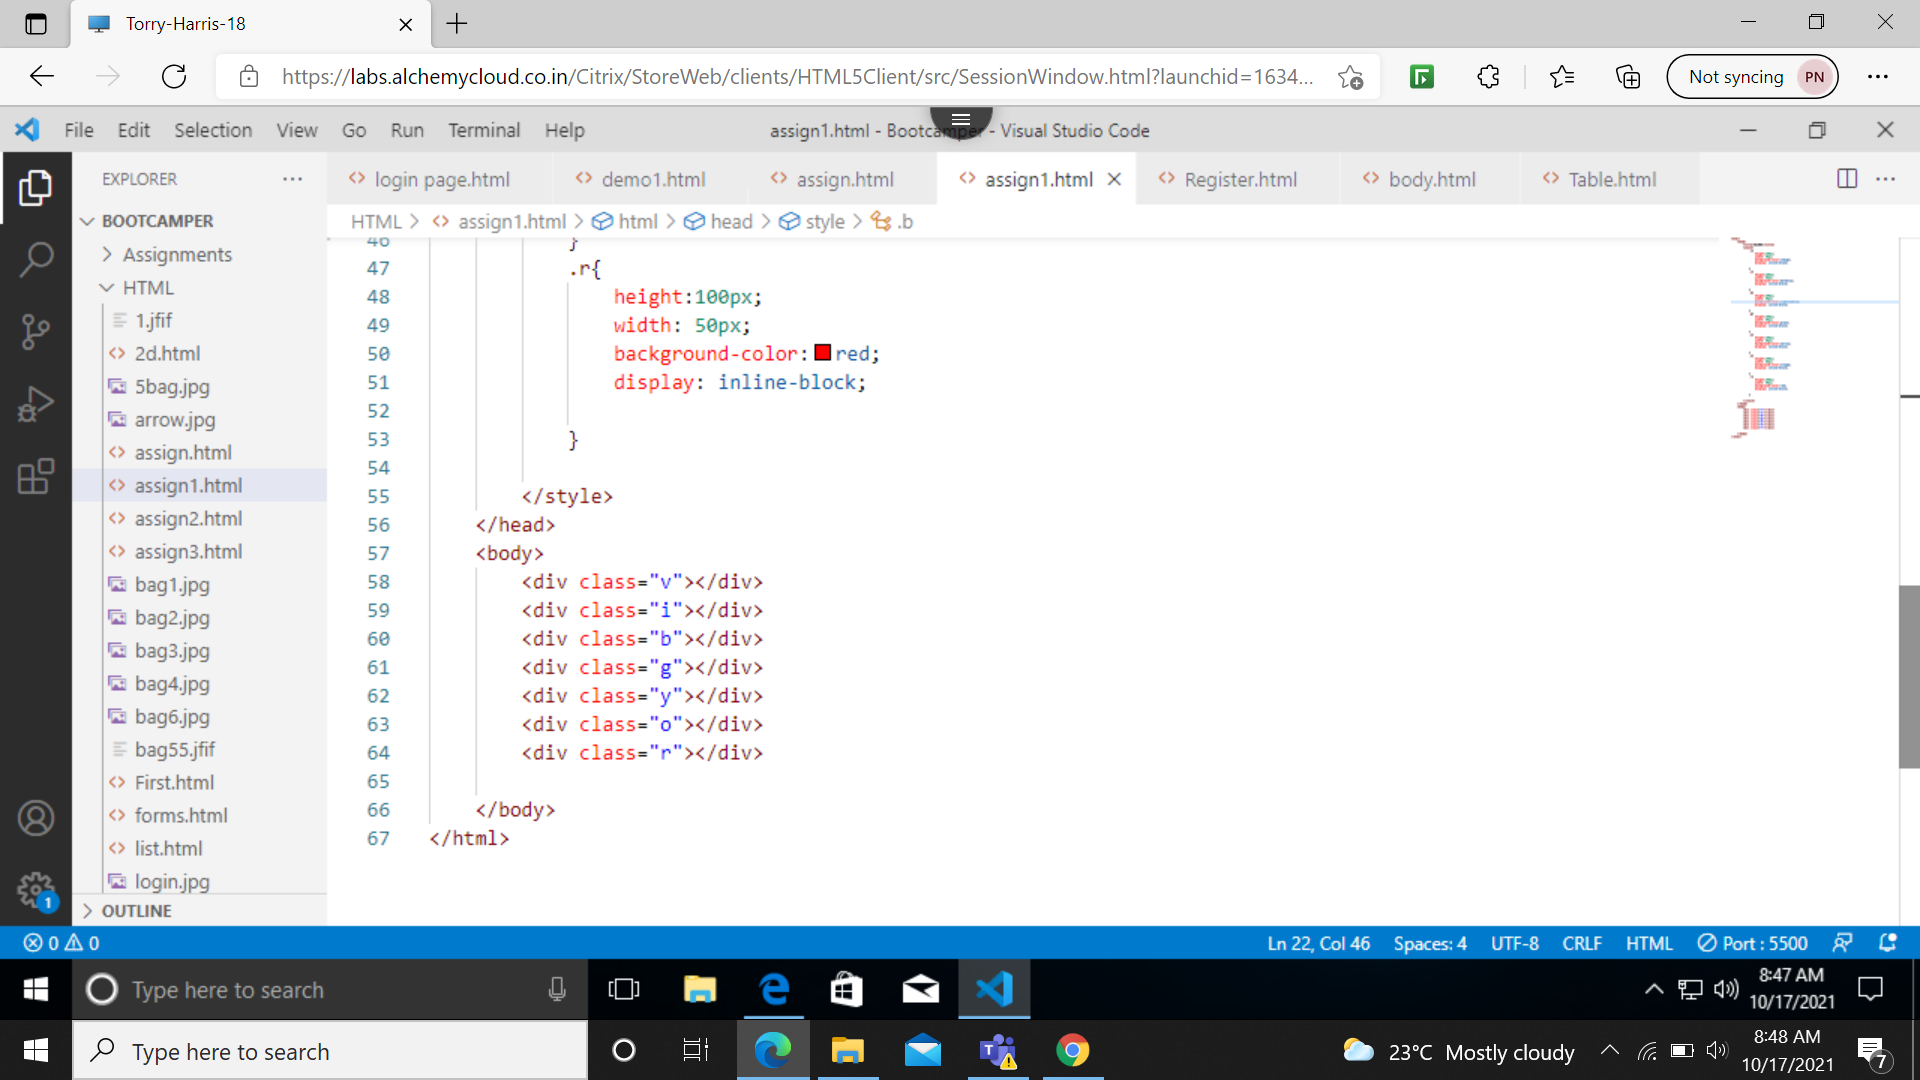 Torry-Harris-18
https://labs.alchemycloud.co.in/Citrix/StoreWeb/clients/HTML5Client/src/SessionWindow.html?launchid=1634...
Not syncing PN
File Edit Selection View Go Run Terminal Help
assign1.html - Bootcamper - Visual Studio Code
EXPLORER
login page.html
demo1.html
assign.html
assign1.html
Register.html
body.html
Table.html
HTML > assign1.html > html > head > style > .b
BOOTCAMPER
Assignments
HTML
1.jfif
2d.html
5bag.jpg
arrow.jpg
assign.html
assign1.html
assign2.html
assign3.html
bag1.jpg
bag2.jpg
bag3.jpg
bag4.jpg
bag6.jpg
bag55.jfif
First.html
forms.html
list.html
login.jpg
OUTLINE
46 }
47 .r{
48 height:100px;
49 width: 50px;
50 background-color: red;
51 display: inline-block;
52
53 }
54
55 </style>
56 </head>
57 <body>
58 <div class="v"></div>
59 <div class="i"></div>
60 <div class="b"></div>
61 <div class="g"></div>
62 <div class="y"></div>
63 <div class="o"></div>
64 <div class="r"></div>
65
66 </body>
67 </html>
1
0 0
Ln 22, Col 46 Spaces: 4 UTF-8 CRLF HTML Port : 5500
Type here to search
8:47 AM
10/17/2021
Type here to search
T
23°C Mostly cloudy
8:48 AM
10/17/2021
7